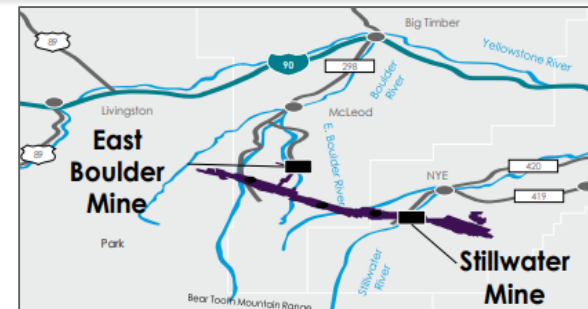 Big Timber
89
Yellowstone River
90
298
Boulder
River
Livingston
McLeod
East
Boulder
Mine
E. Boulder River
89
NYE
420
419
Park
Stillwater
River
Stillwater
Mine
Bear Tooth Mountain Range